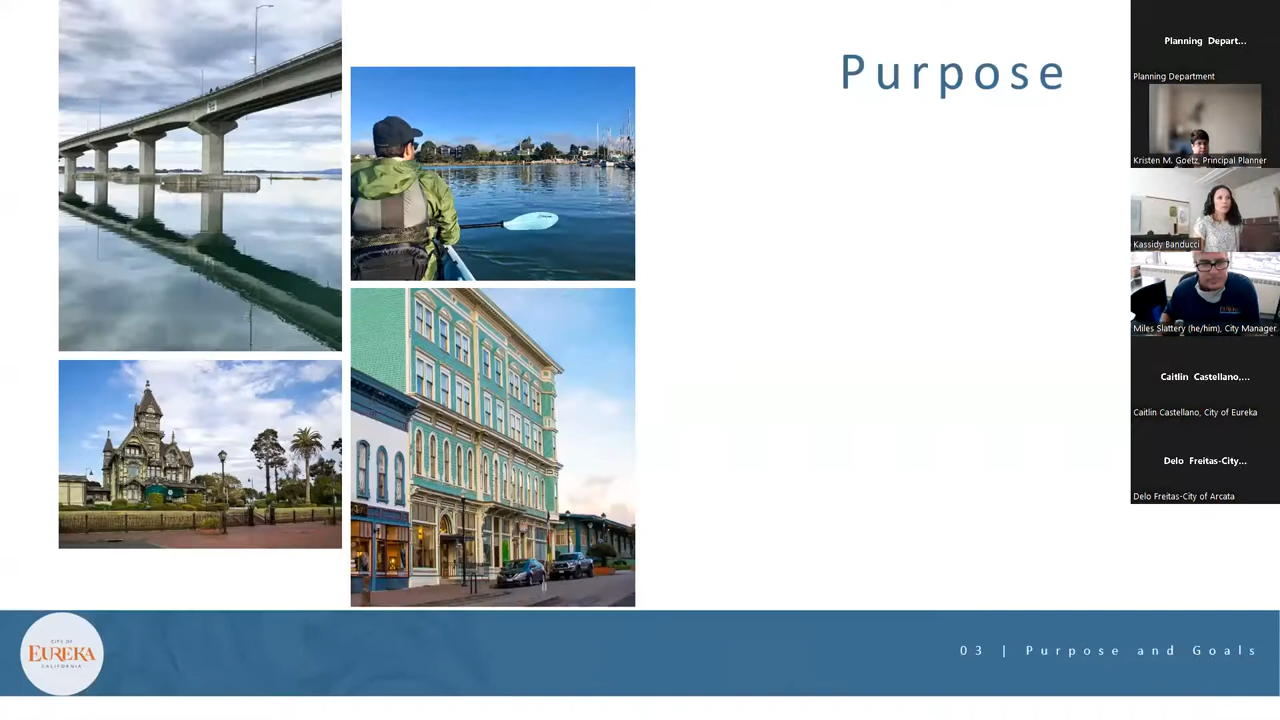 Purpose
Planning Depart...
Planning Department
Kristen M. Goetz, Principal Planner
Kassidy Banducci
Miles Slattery (he/him), City Manager
Caitlin Castellano,...
Caitlin Castellano, City of Eureka
Delo Freitas-City...
Delo Freitas-City of Arcata
CITY OF
EUREKA
CALIFORNIA
03 | Purpose and Goals